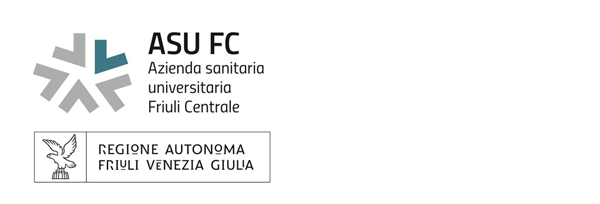 ASU FC
Azienda sanitaria
universitaria
Friuli Centrale
REGIONE AUTONOMA
FRIULI VENEZIA GIULIA